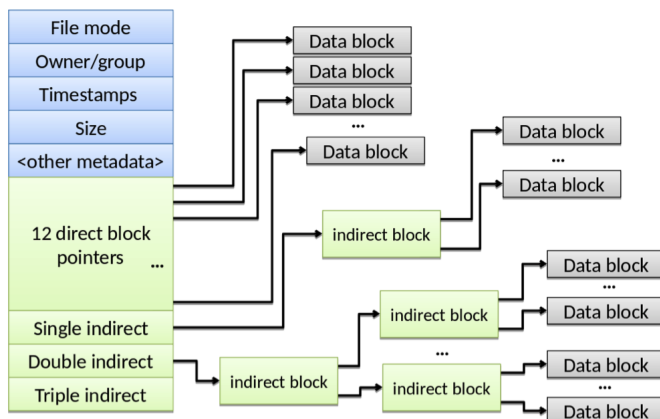 File mode
Owner/group
Timestamps
Size
<other metadata>
12 direct block
pointers ...
Single indirect
Double indirect
Triple indirect
Data block
Data block
Data block
...
Data block
indirect block
Data block
...
Data block
indirect block
indirect block
...
indirect block
Data block
...
Data block
Data block
...
Data block